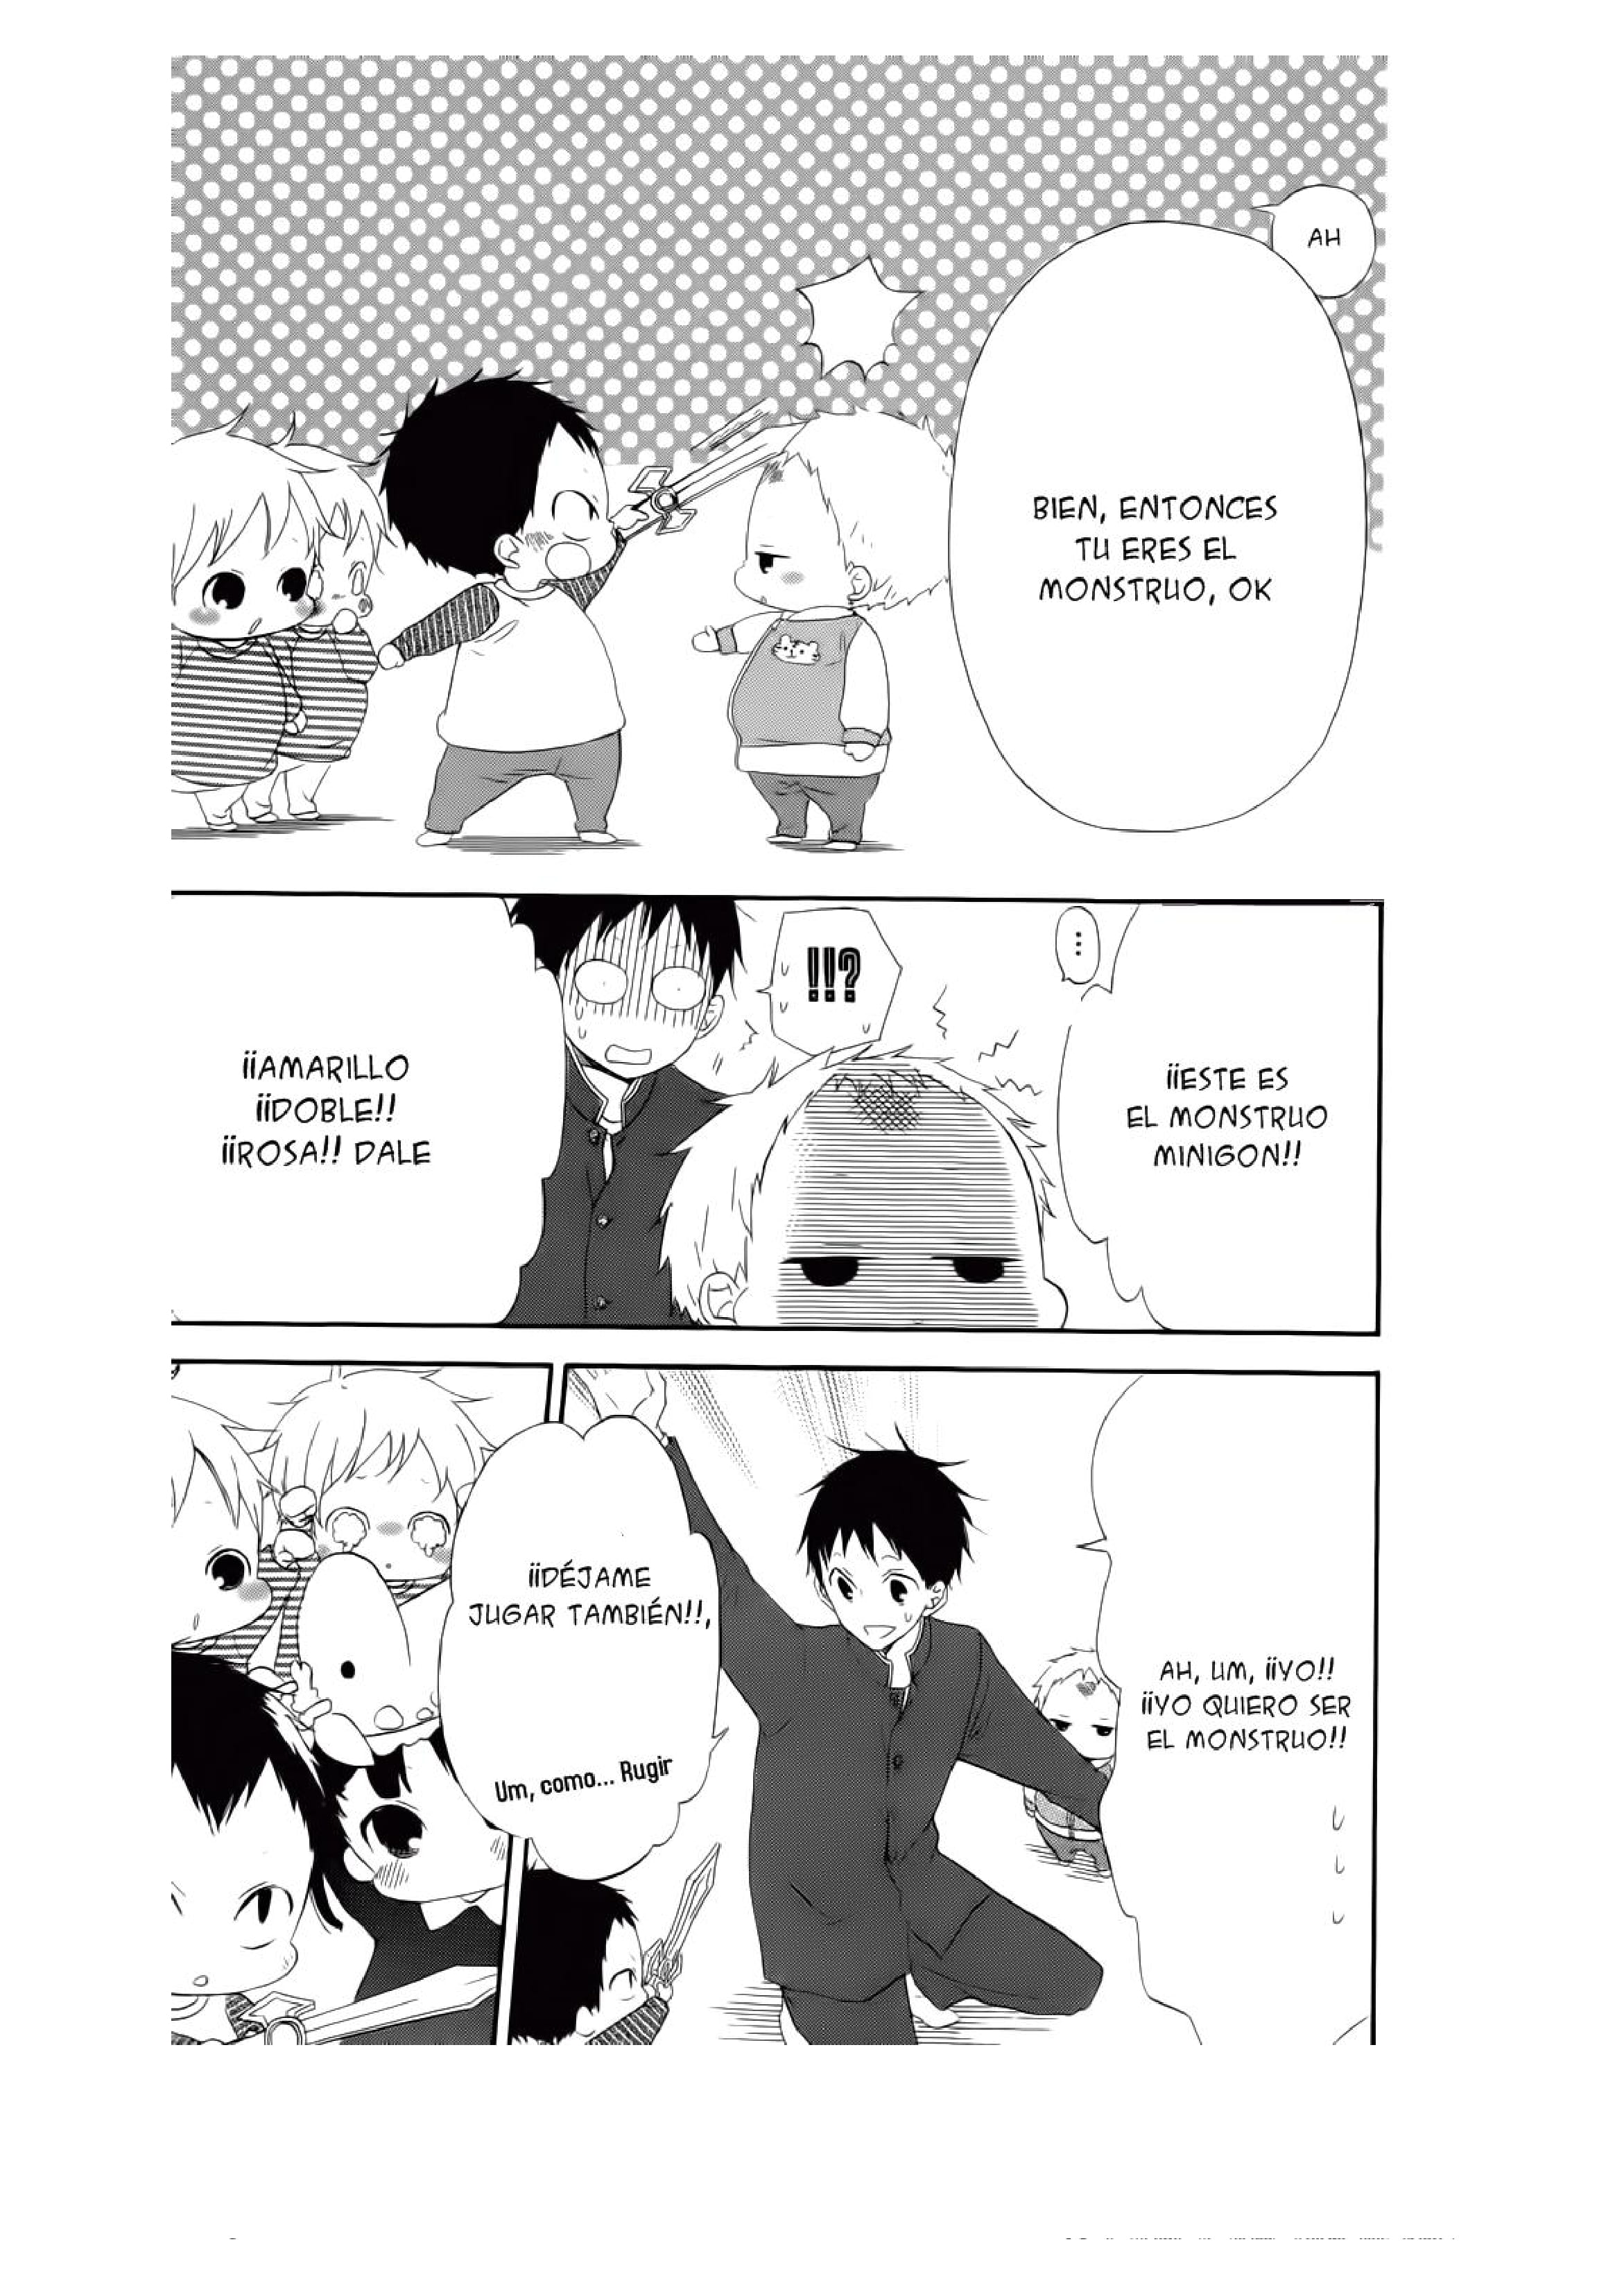 AH
BIEN, ENTONCES
TU ERES EL
MONSTRUO, OK
...
¡¡ESTE ES
EL MONSTRUO
MINIGON!!
!!?
¡¡AMARILLO
¡¡DOBLE!!
¡¡ROSA!! DALE
AH, UM, ¡¡YO!!
¡¡YO QUIERO SER
EL MONSTRUO!!
¡¡DÉJAME
JUGAR TAMBIÉN!!,
Um, como... Rugir